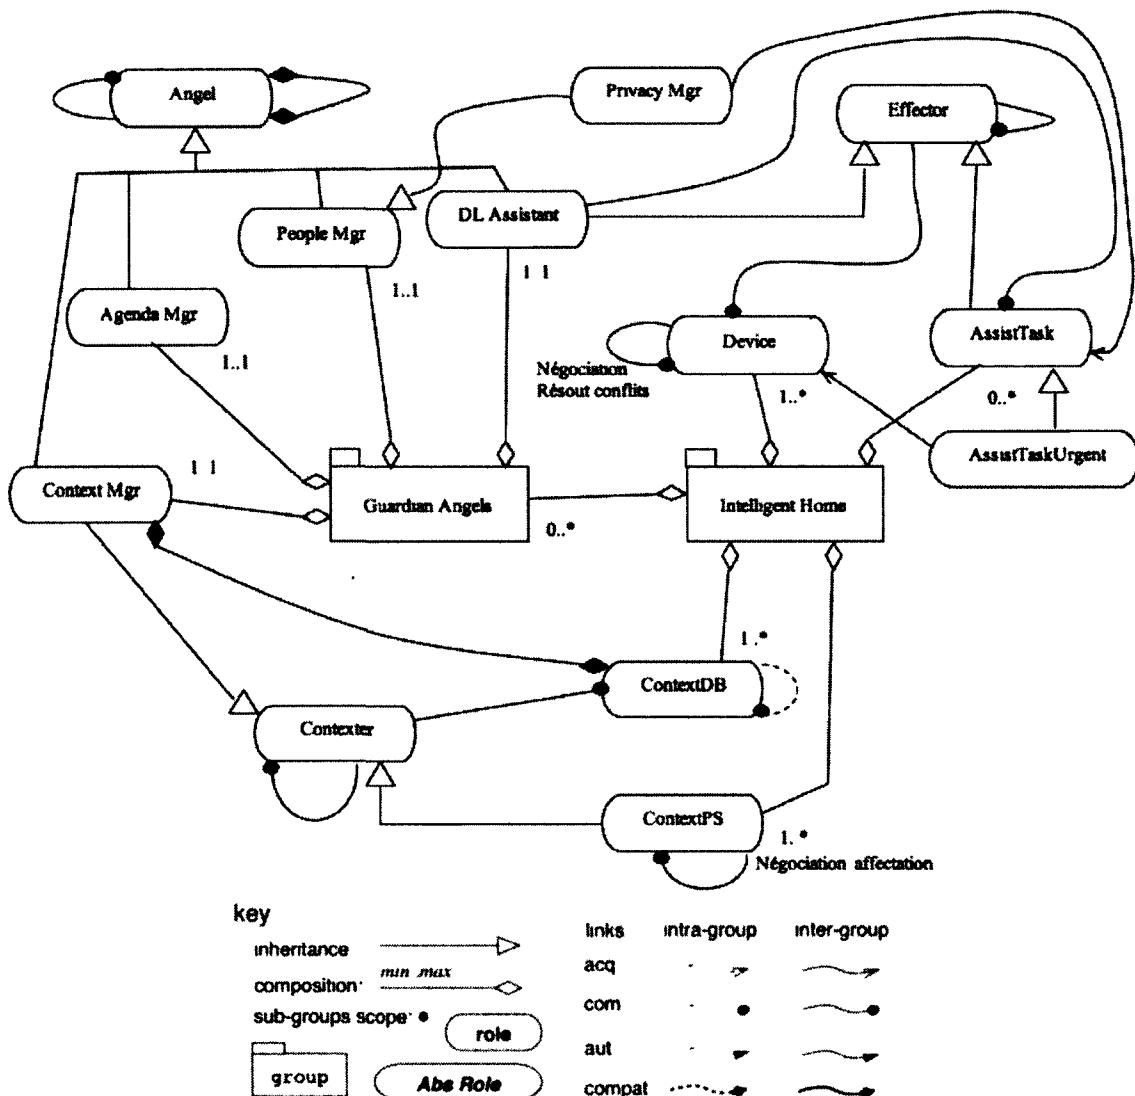 Angel
Privacy Mgr
Effector
People Mgr
DL Assistant
1..1
1 1
Agenda Mgr
Device
AssistTask
1..1
Négociation
Résout conflits
1..*
0..*
Context Mgr
1 1
Guardian Angels
0..*
Intelligent Home
AssistTaskUrgent
1 .*
ContextDB
Contexter
ContextPS
1. *
Négociation affectation
key
inheritance
composition:
min .max
sub-groups scope:
role
group
Abs Role
links intra-group inter-group
acq
com
aut
compat